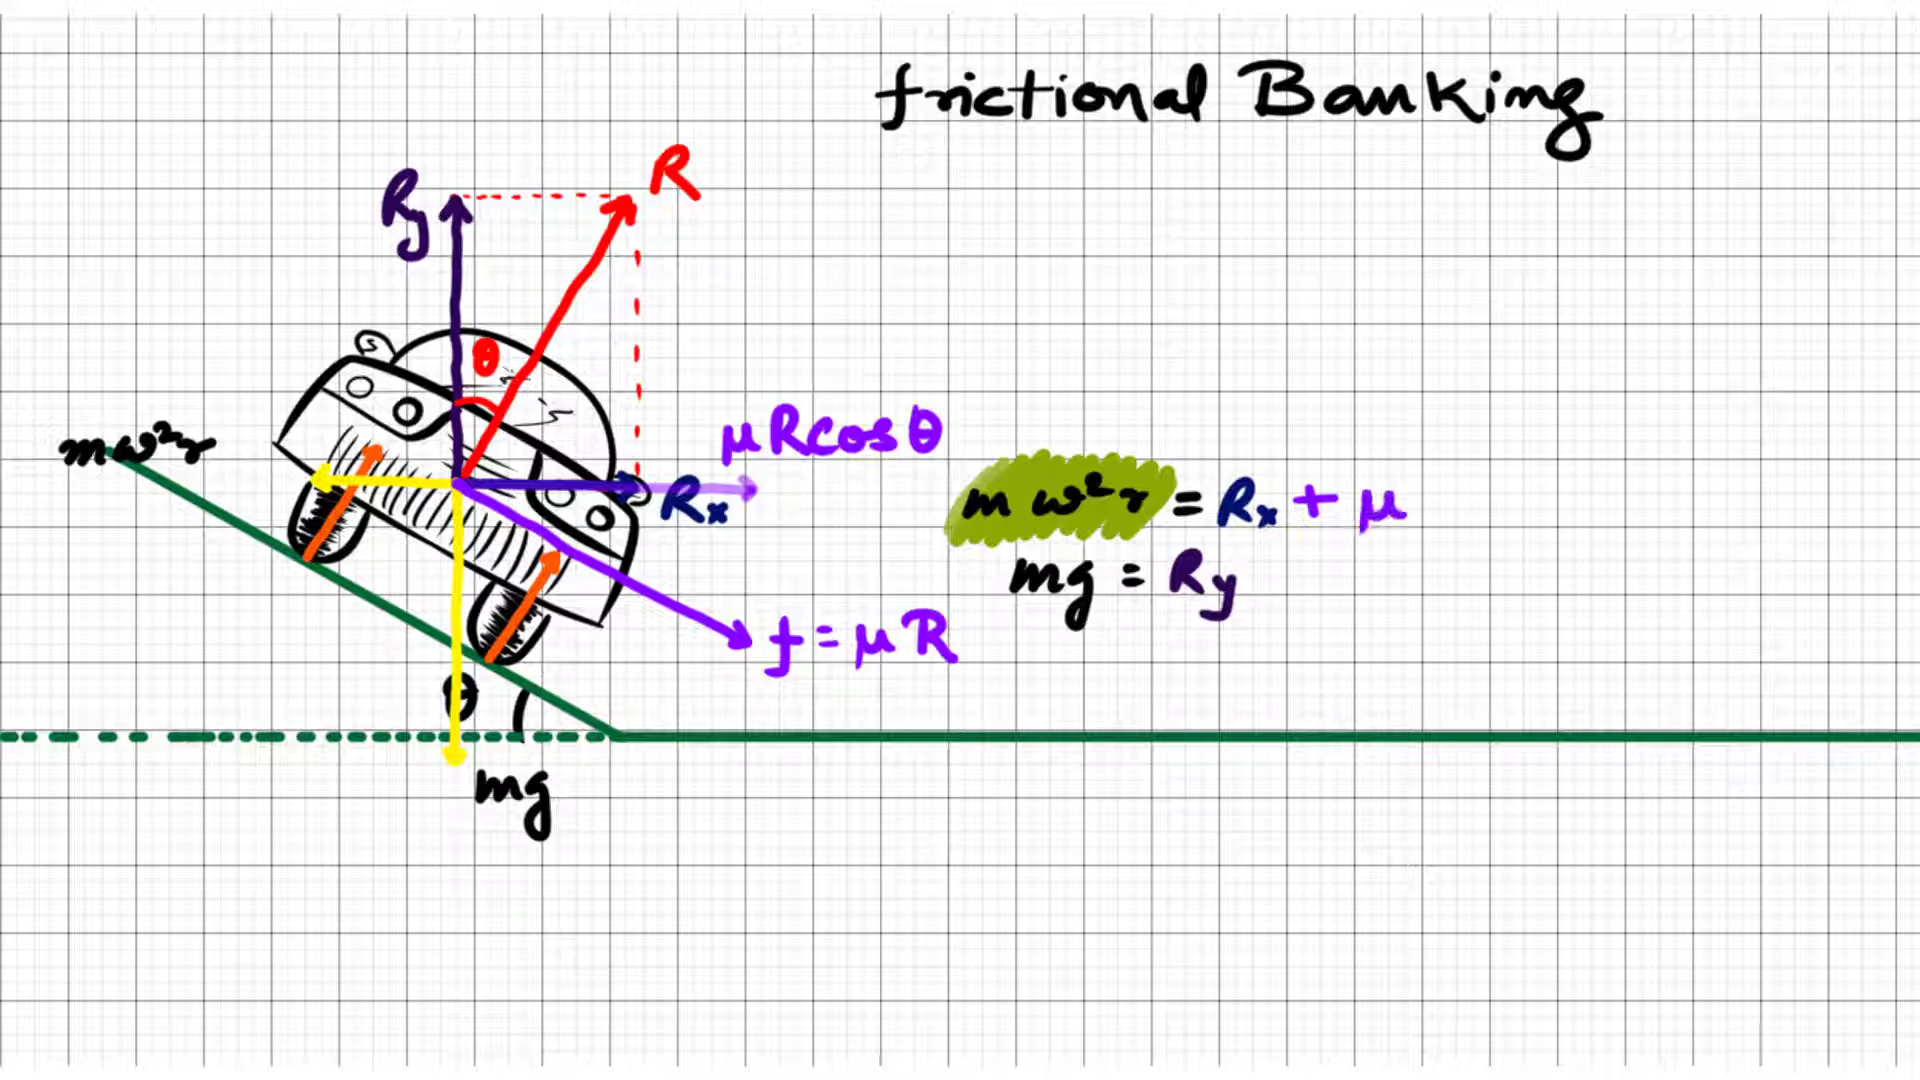 frictional Banking
R
Ry
θ
μRcosθ
mω²r
Rx
mω²r = Rx + μ
mg = Ry
f = μR
θ
mg